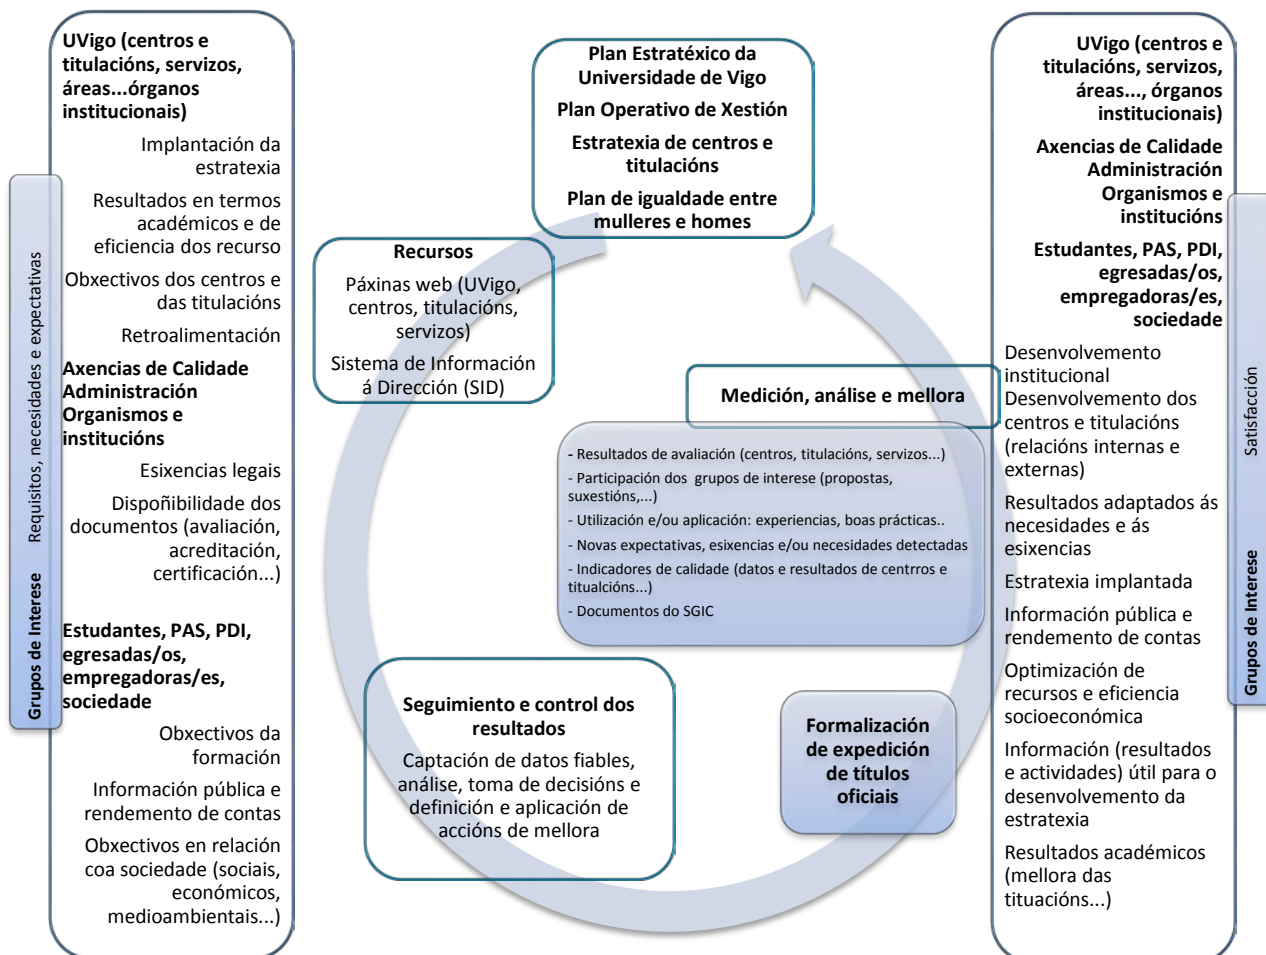 Grupos de Interese Requisitos, necesidades e expectativas
UVigo (centros e
titulacións, servizos,
áreas...órganos
institucionais)
Implantación da
estratexia
Resultados en termos
académicos e de
eficiencia dos recurso
Obxectivos dos centros e
das titulacións
Retroalimentación
Axencias de Calidade
Administración
Organismos e
institucións
Esixencias legais
Dispoñibilidade dos
documentos (avaliación,
acreditación,
certificación...)
Estudantes, PAS, PDI,
egresadas/os,
empregadoras/es,
sociedade
Obxectivos da
formación
Información pública e
rendemento de contas
Obxectivos en relación
coa sociedade (sociais,
económicos,
medioambientais...)
Plan Estratéxico da
Universidade de Vigo
Plan Operativo de Xestión
Estratexia de centros e
titulacións
Plan de igualdade entre
mulleres e homes
Recursos
Páxinas web (UVigo,
centros, titulacións,
servizos)
Sistema de Información
á Dirección (SID)
Medición, análise e mellora
- Resultados de avaliación (centros, titulacións, servizos...)
- Participación dos grupos de interese (propostas,
suxestións,...)
- Utilización e/ou aplicación: experiencias, boas prácticas..
- Novas expectativas, esixencias e/ou necesidades detectadas
- Indicadores de calidade (datos e resultados de centrros e
titualcións...)
- Documentos do SGIC
Seguimiento e control dos
resultados
Captación de datos fiables,
análise, toma de decisións e
definición e aplicación de
accións de mellora
Formalización
de expedición
de títulos
oficiais
UVigo (centros e
titulacións, servizos,
áreas..., órganos
institucionais)
Axencias de Calidade
Administración
Organismos e
institucións
Estudantes, PAS, PDI,
egresadas/os,
empregadoras/es,
sociedade
Desenvolvemento
institucional
Desenvolvemento dos
centros e titulacións
(relacións internas e
externas)
Resultados adaptados ás
necesidades e ás
esixencias
Estratexia implantada
Información pública e
rendemento de contas
Optimización de
recursos e eficiencia
socioeconómica
Información (resultados
e actividades) útil para o
desenvolvemento da
estratexia
Resultados académicos
(mellora das
tituacións...)
Grupos de Interese Satisfacción